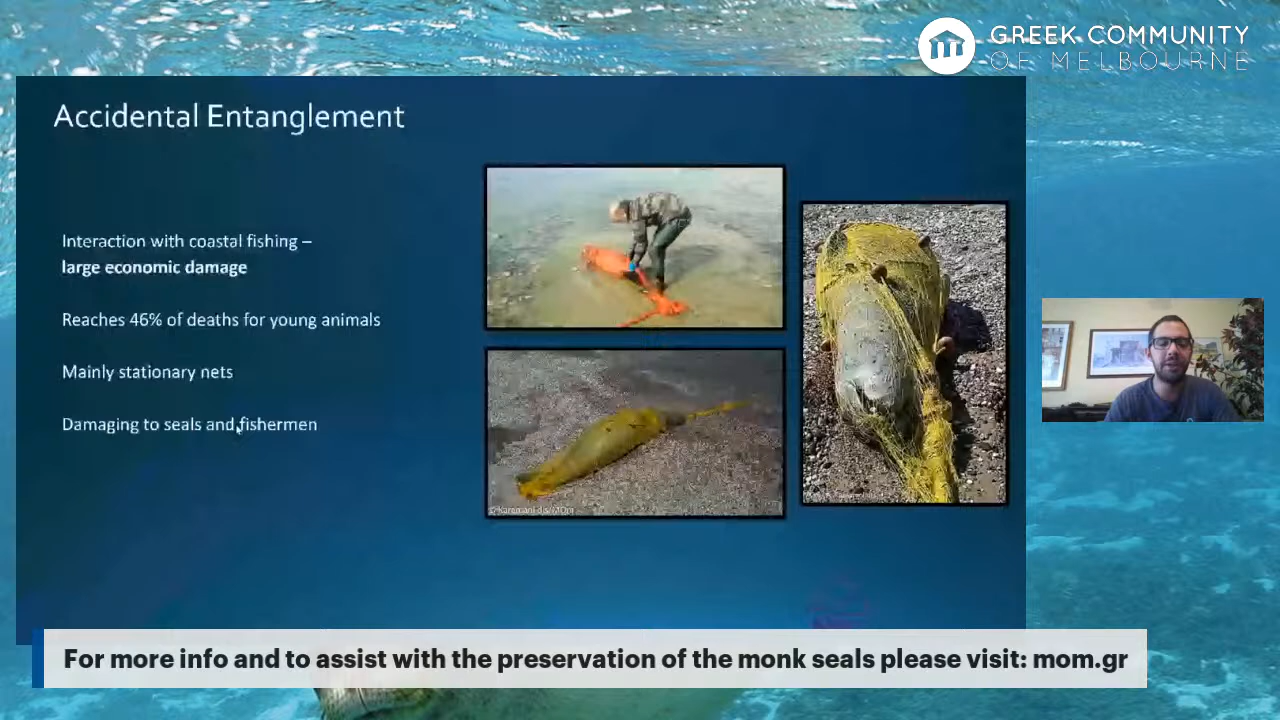 GREEK COMMUNITY
OF MELBOURNE
Accidental Entanglement
Interaction with coastal fishing –
large economic damage
Reaches 46% of deaths for young animals
Mainly stationary nets
Damaging to seals and fishermen
For more info and to assist with the preservation of the monk seals please visit: mom.gr